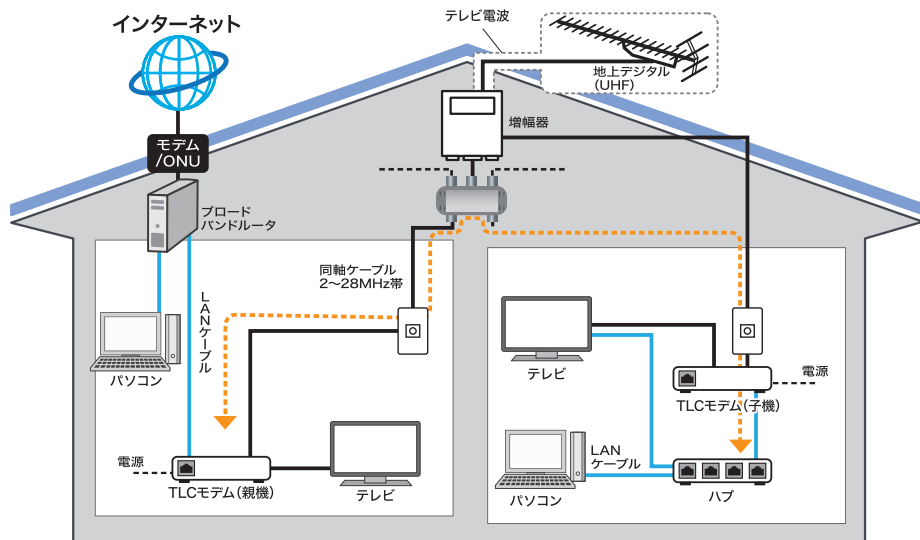 インターネット
テレビ電波
地上デジタル
(UHF)
増幅器
モデム
/ONU
ブロード
バンドルータ
同軸ケーブル
2〜28MHz帯
LANケーブル
パソコン
テレビ
電源
TLCモデム(子機)
電源
TLCモデム(親機)
テレビ
パソコン
LAN
ケーブル
ハブ